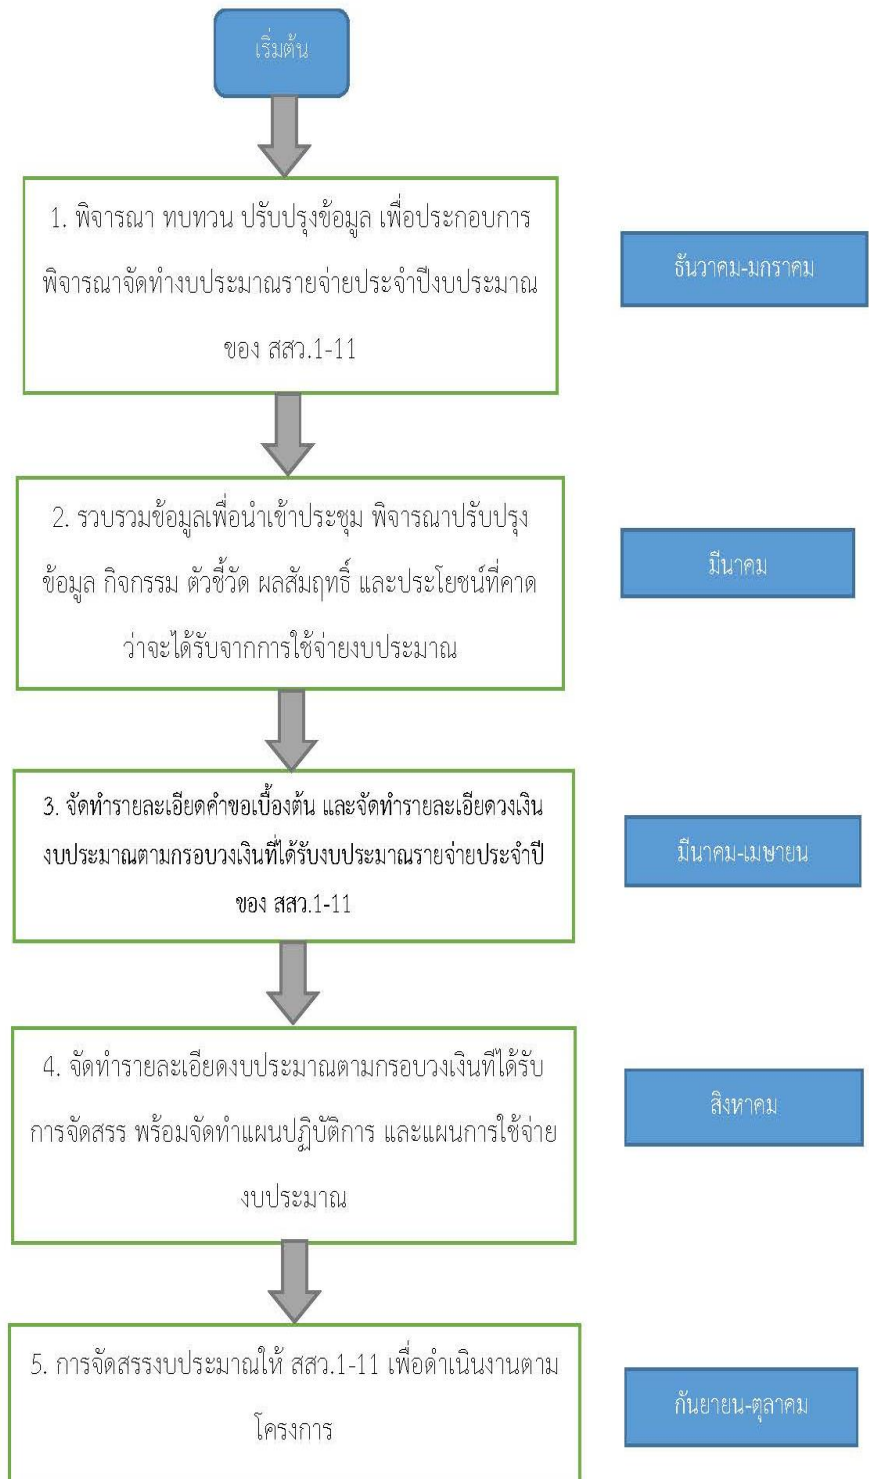 เริ่มต้น
1. พิจารณา ทบทวน ปรับปรุงข้อมูล เพื่อประกอบการ
พิจารณาจัดทำงบประมาณรายจ่ายประจำปีงบประมาณ
ของ สสว.1-11
ธันวาคม-มกราคม
2. รวบรวมข้อมูลเพื่อนำเข้าประชุม พิจารณาปรับปรุง
ข้อมูล กิจกรรม ตัวชี้วัด ผลสัมฤทธิ์ และประโยชน์ที่คาด
ว่าจะได้รับจากการใช้จ่ายงบประมาณ
มีนาคม
3. จัดทำรายละเอียดคำขอเบื้องต้น และจัดทำรายละเอียดวงเงิน
งบประมาณตามกรอบวงเงินที่ได้รับงบประมาณรายจ่ายประจำปี
ของ สสว.1-11
มีนาคม-เมษายน
4. จัดทำรายละเอียดงบประมาณตามกรอบวงเงินทีได้รับ
การจัดสรร พร้อมจัดทำแผนปฏิบัติการ และแผนการใช้จ่าย
งบประมาณ
สิงหาคม
5. การจัดสรรงบประมาณให้ สสว.1-11 เพื่อดำเนินงานตาม
โครงการ
กันยายน-ตุลาคม